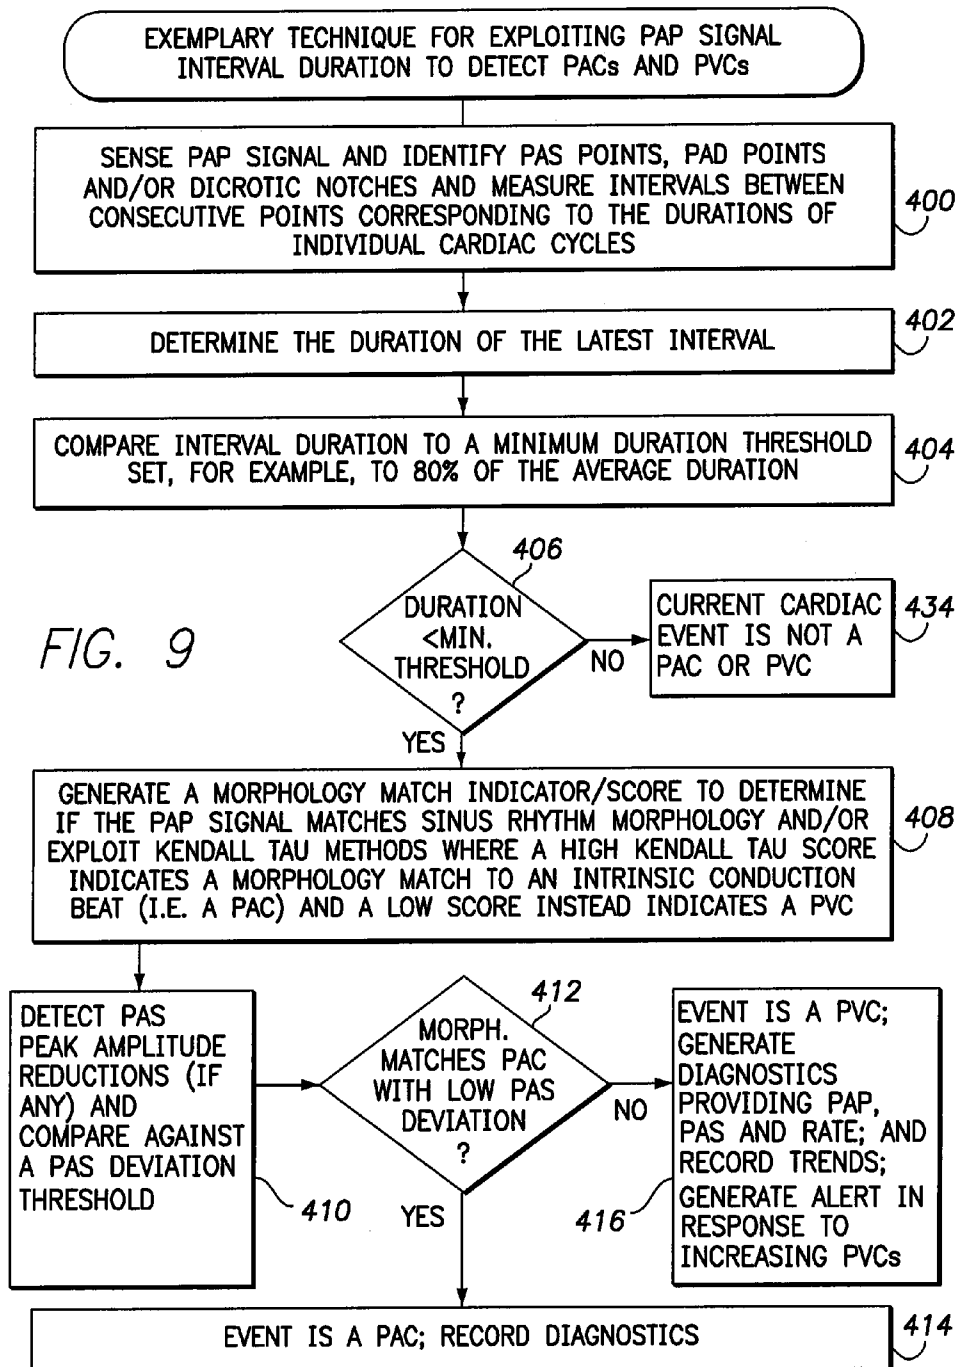 EXEMPLARY TECHNIQUE FOR EXPLOITING PAP SIGNAL
INTERVAL DURATION TO DETECT PACs AND PVCs
SENSE PAP SIGNAL AND IDENTIFY PAS POINTS, PAD POINTS
AND/OR DICROTIC NOTCHES AND MEASURE INTERVALS BETWEEN
CONSECUTIVE POINTS CORRESPONDING TO THE DURATIONS OF
INDIVIDUAL CARDIAC CYCLES
400
DETERMINE THE DURATION OF THE LATEST INTERVAL
402
COMPARE INTERVAL DURATION TO A MINIMUM DURATION THRESHOLD
SET, FOR EXAMPLE, TO 80% OF THE AVERAGE DURATION
404
406
DURATION
<MIN.
THRESHOLD
?
NO
YES
CURRENT CARDIAC
EVENT IS NOT A
PAC OR PVC
434
FIG. 9
GENERATE A MORPHOLOGY MATCH INDICATOR/SCORE TO DETERMINE
IF THE PAP SIGNAL MATCHES SINUS RHYTHM MORPHOLOGY AND/OR
EXPLOIT KENDALL TAU METHODS WHERE A HIGH KENDALL TAU SCORE
INDICATES A MORPHOLOGY MATCH TO AN INTRINSIC CONDUCTION
BEAT (I.E. A PAC) AND A LOW SCORE INSTEAD INDICATES A PVC
408
DETECT PAS
PEAK AMPLITUDE
REDUCTIONS (IF
ANY) AND
COMPARE AGAINST
A PAS DEVIATION
THRESHOLD
410
412
MORPH.
MATCHES PAC
WITH LOW PAS
DEVIATION
?
NO
YES
EVENT IS A PVC;
GENERATE
DIAGNOSTICS
PROVIDING PAP,
PAS AND RATE; AND
RECORD TRENDS;
GENERATE ALERT IN
RESPONSE TO
INCREASING PVCs
416
EVENT IS A PAC; RECORD DIAGNOSTICS
414